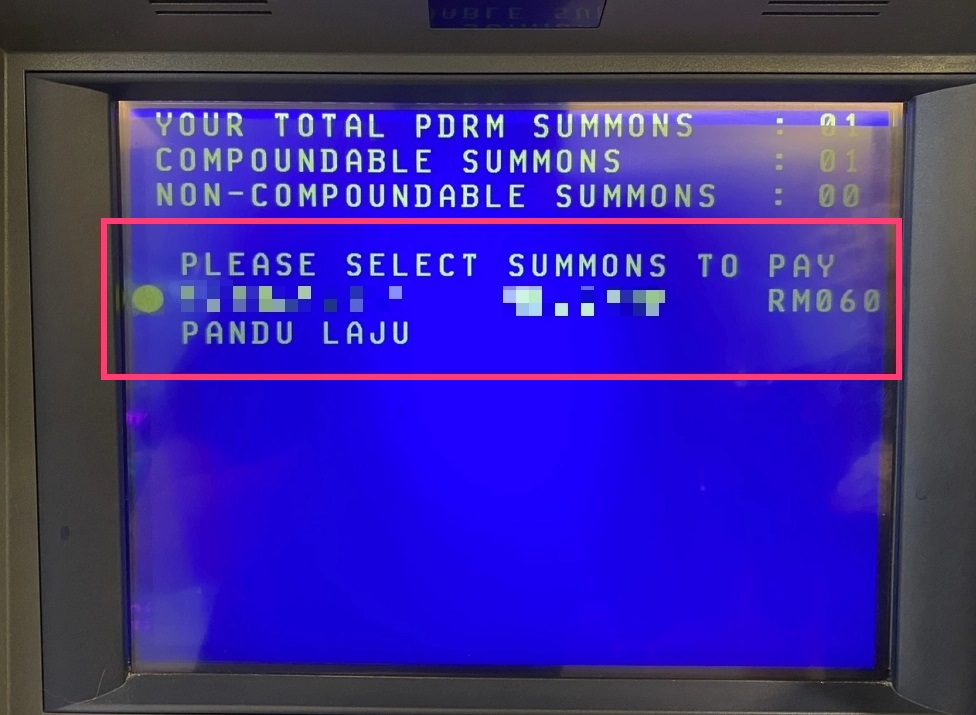 YOUR TOTAL PDRM SUMMONS : 01
COMPOUNDABLE SUMMONS : 01
NON-COMPOUNDABLE SUMMONS : 00
PLEASE SELECT SUMMONS TO PAY
RM060
PANDU LAJU